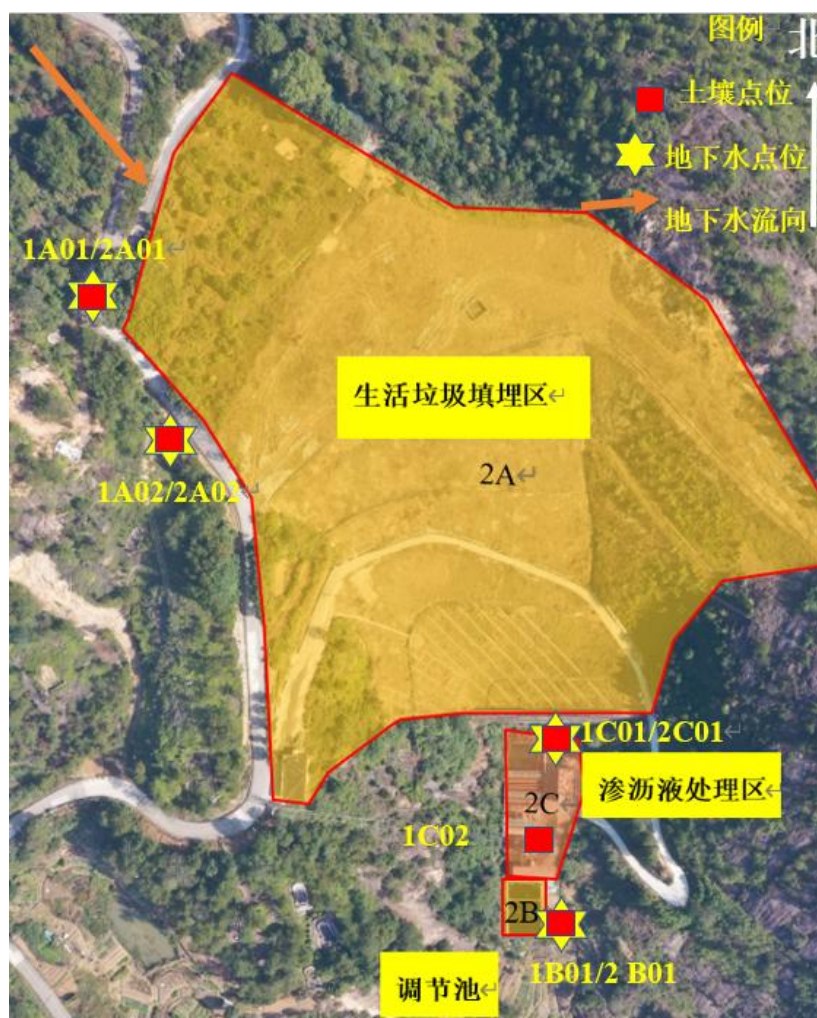 图例
北
土壤点位
地下水点位
地下水流向
1A01/2A01↵
生活垃圾填埋区↵
2A↵
1A02/2A02↵
1C01/2C01↵
渗沥液处理区↵
2C↵
1C02
2B
1B01/2 B01
调节池↵